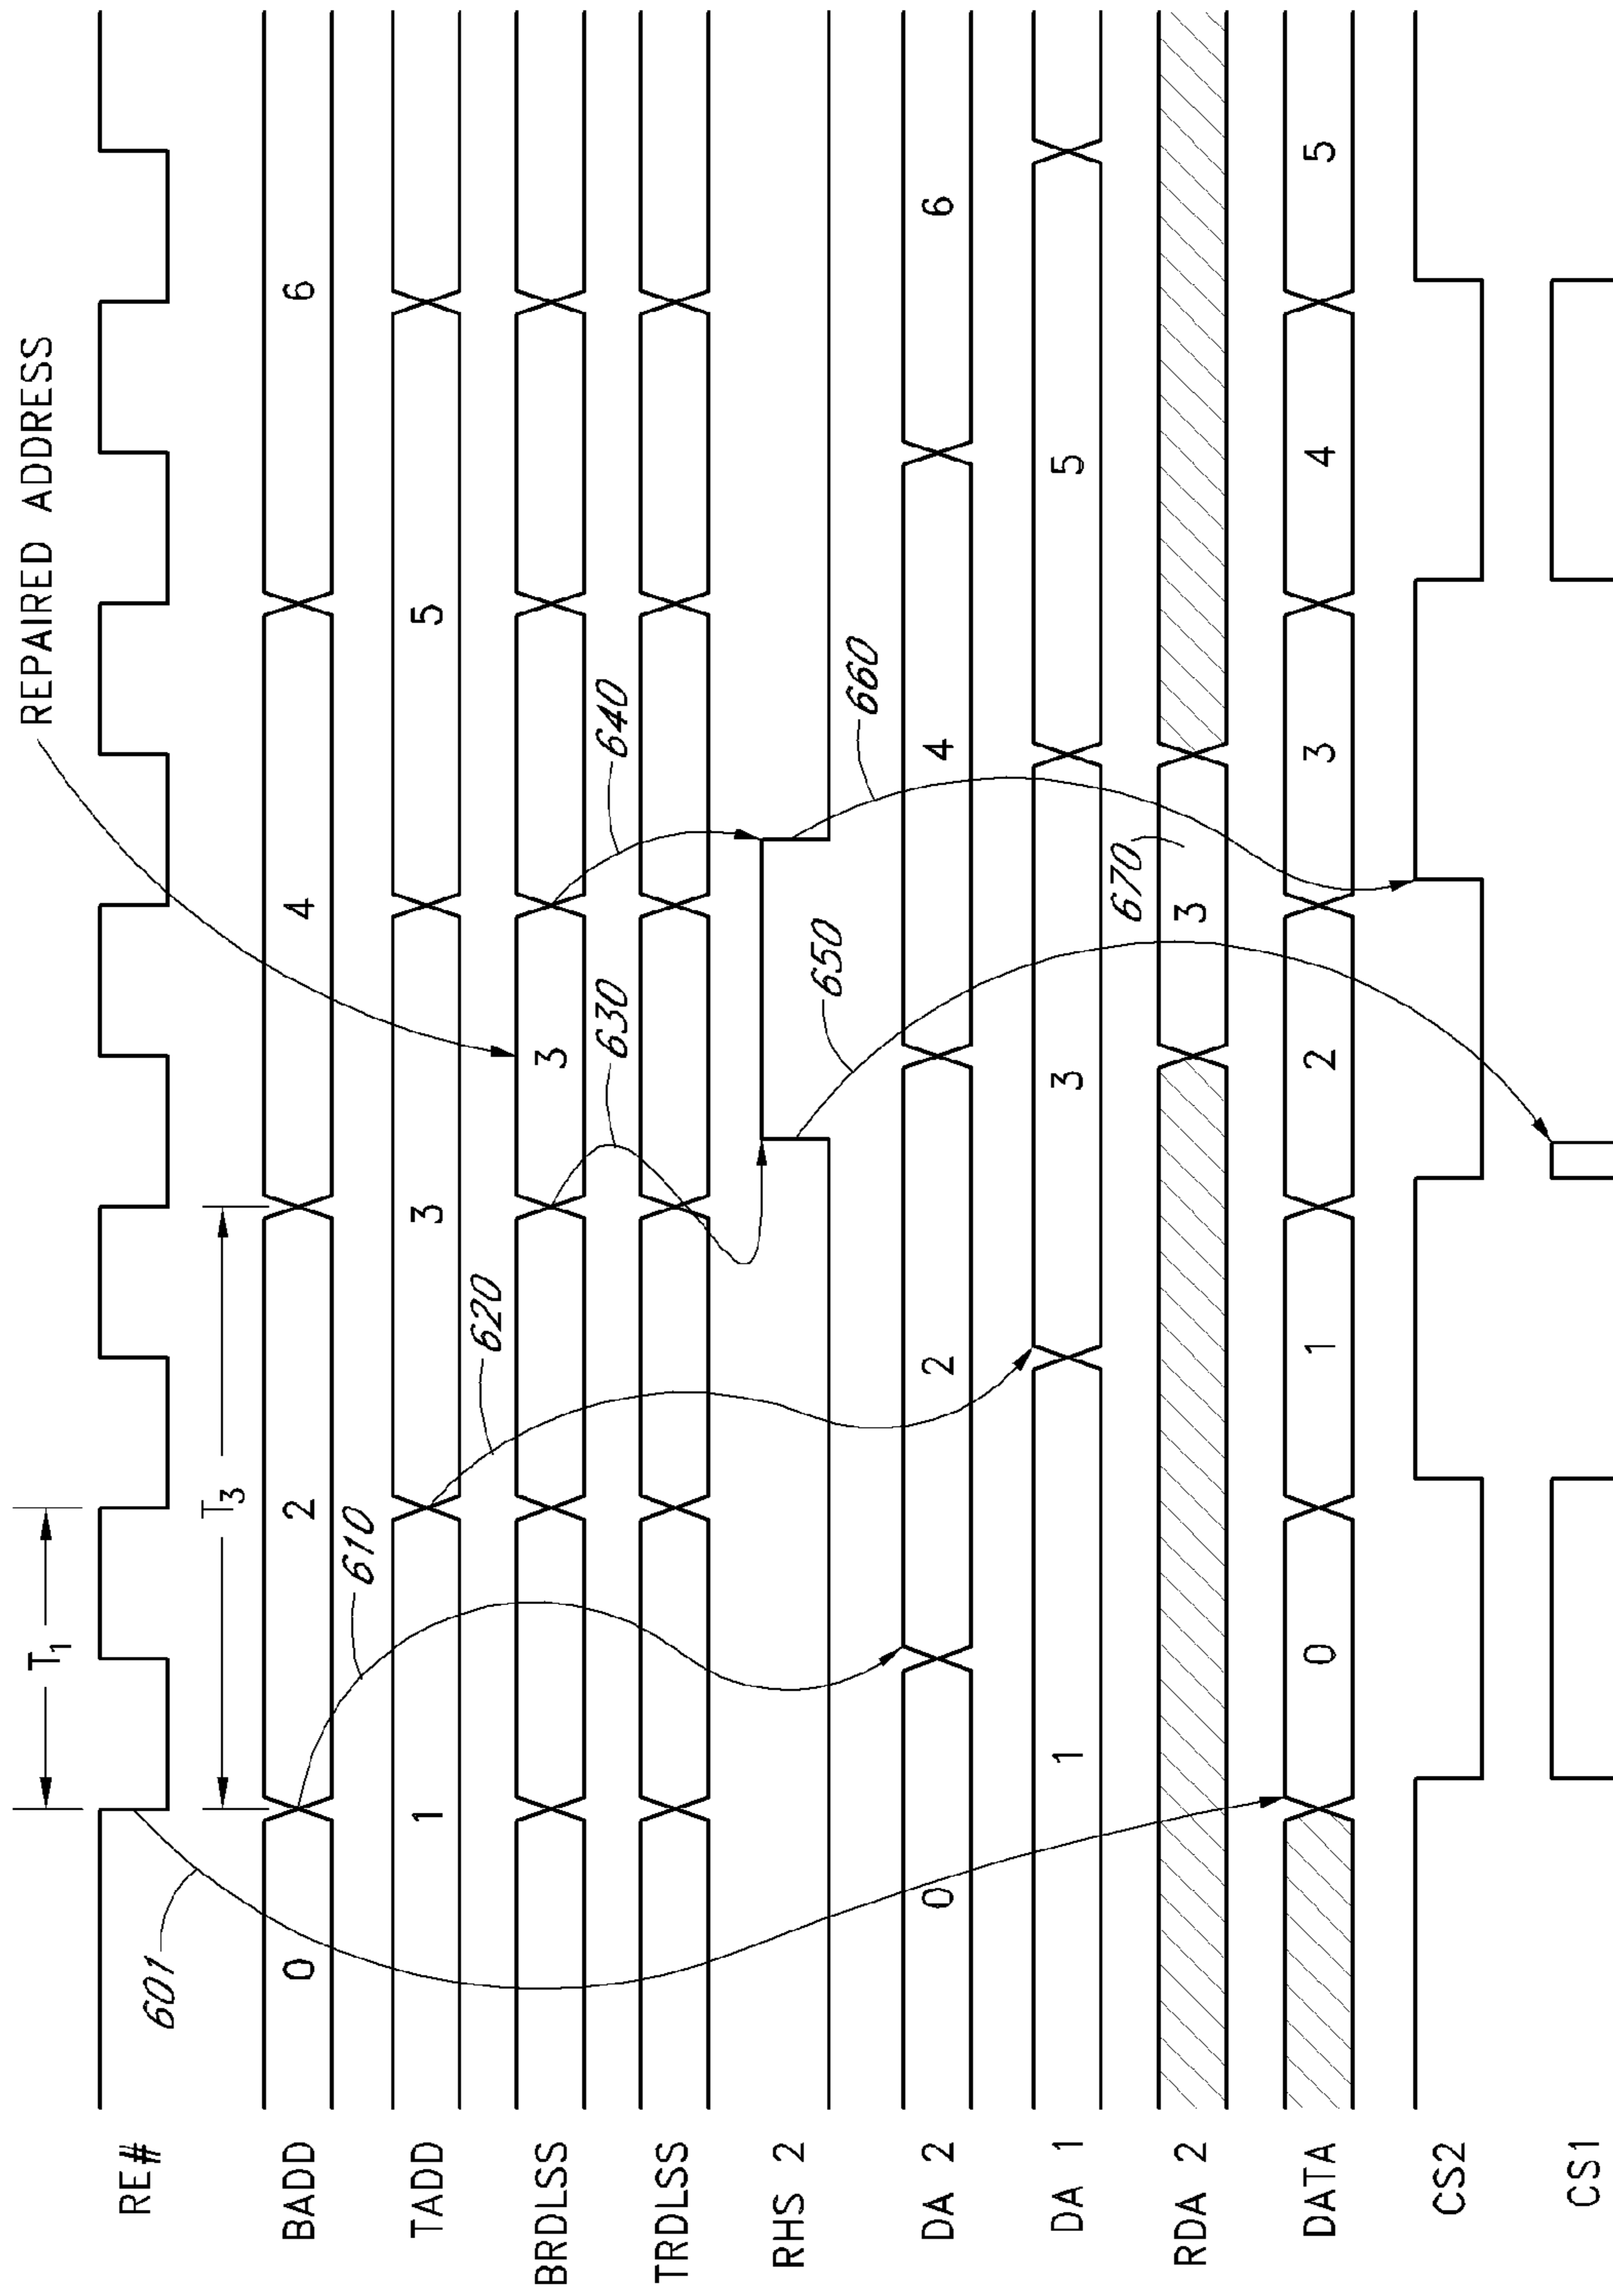 REPAIRED ADDRESS
T1
RE#
601
T3
BADD 0 2 4 6
610
TADD 1 3 5
620
BRDLSS 3
630
640
TRDLSS
RHS 2
650
660
DA 2 0 2 4 6
DA 1 1 3 5
670
RDA 2 3
DATA 0 1 2 3 4 5
CS2
CS1